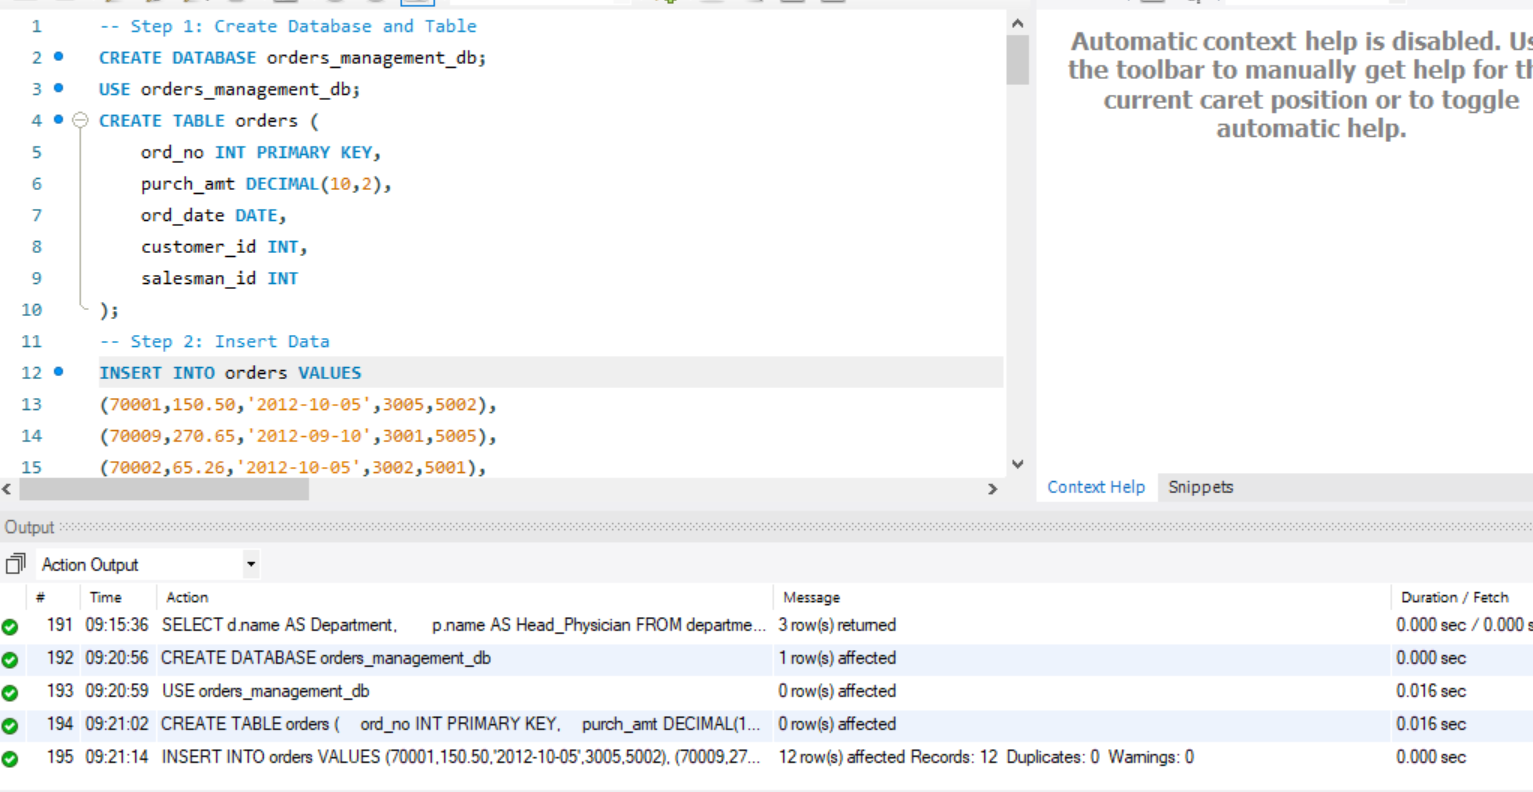 1 -- Step 1: Create Database and Table
2 CREATE DATABASE orders_management_db;
3 USE orders_management_db;
4 CREATE TABLE orders (
5 ord_no INT PRIMARY KEY,
6 purch_amt DECIMAL(10,2),
7 ord_date DATE,
8 customer_id INT,
9 salesman_id INT
10 );
11 -- Step 2: Insert Data
12 INSERT INTO orders VALUES
13 (70001,150.50,'2012-10-05',3005,5002),
14 (70009,270.65,'2012-09-10',3001,5005),
15 (70002,65.26,'2012-10-05',3002,5001),
Automatic context help is disabled. Us
the toolbar to manually get help for th
current caret position or to toggle
automatic help.
Context Help Snippets
Output
Action Output
# Time Action Message Duration / Fetch
191 09:15:36 SELECT d.name AS Department, p.name AS Head_Physician FROM departme... 3 row(s) returned 0.000 sec / 0.000 s
192 09:20:56 CREATE DATABASE orders_management_db 1 row(s) affected 0.000 sec
193 09:20:59 USE orders_management_db 0 row(s) affected 0.016 sec
194 09:21:02 CREATE TABLE orders ( ord_no INT PRIMARY KEY, purch_amt DECIMAL(1... 0 row(s) affected 0.016 sec
195 09:21:14 INSERT INTO orders VALUES (70001,150.50,'2012-10-05',3005,5002), (70009,27... 12 row(s) affected Records: 12 Duplicates: 0 Warnings: 0 0.000 sec